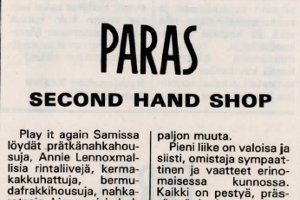 PARAS
SECOND HAND SHOP
Play it again Samissa
löydät prätkänahkahou-
suja, Annie Lennoxmal-
lisia rintaliivejä, kerma-
kakkuhattuja, bermu-
dafrakkihousuja, nahka-
paljon muuta.
Pieni liike on valoisa ja
siisti, omistaja sympaat-
tinen ja vaatteet erino-
maisessa kunnossa.
Kaikki on pestyä, präs-